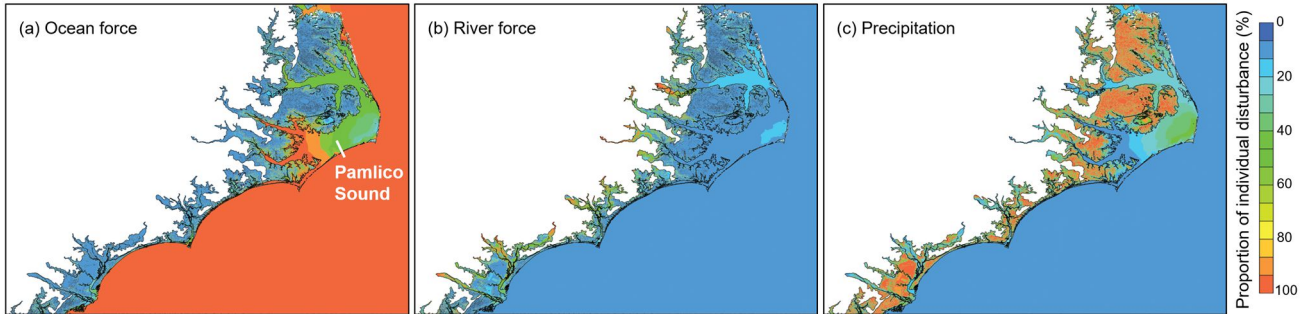 (a) Ocean force
Pamlico
Sound
(b) River force
(c) Precipitation
Proportion of individual disturbance (%)
0
20
40
60
80
100